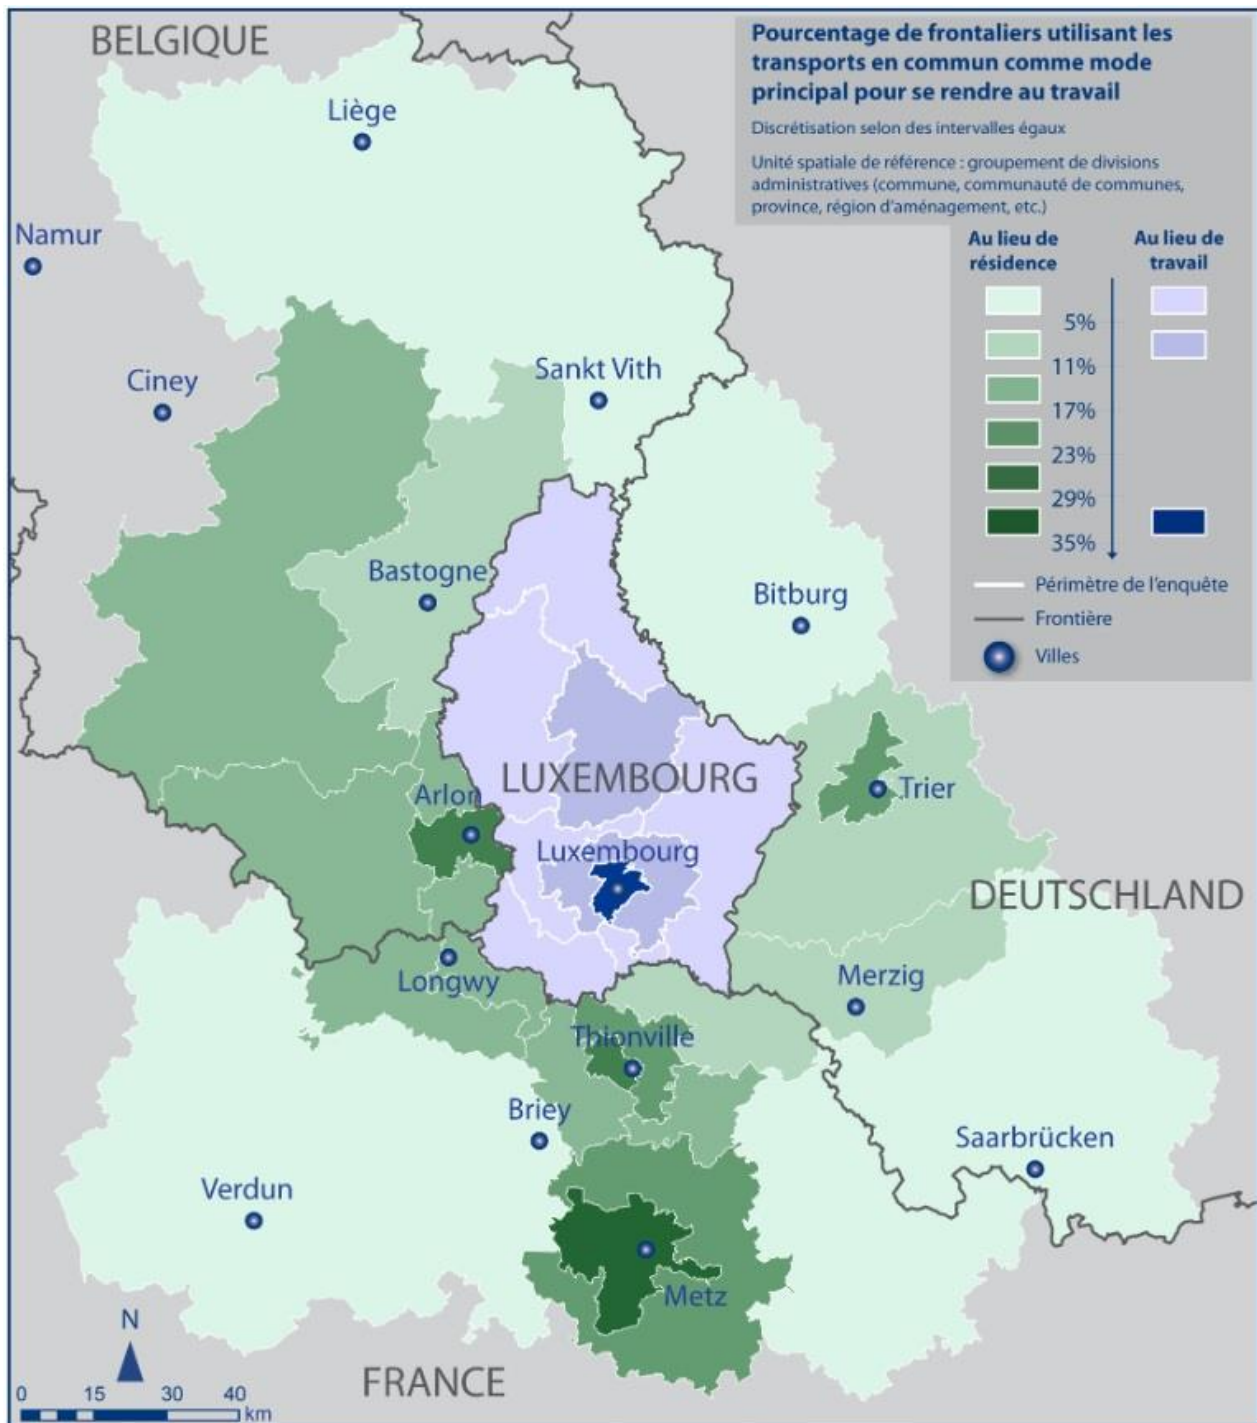 BELGIQUE
Pourcentage de frontaliers utilisant les
transports en commun comme mode
principal pour se rendre au travail
Discrétisation selon des intervalles égaux
Unité spatiale de référence : groupement de divisions
administratives (commune, communauté de communes,
province, région d'aménagement, etc.)
Au lieu de
résidence
Au lieu de
travail
5%
11%
17%
23%
29%
35%
Périmètre de l'enquête
Frontière
Villes
Liège
Namur
Ciney
Sankt Vith
Bastogne
Bitburg
LUXEMBOURG
Trier
Arlon
Luxembourg
DEUTSCHLAND
Longwy
Merzig
Thionville
Briey
Saarbrücken
Verdun
Metz
N
FRANCE
0 15 30 40
km